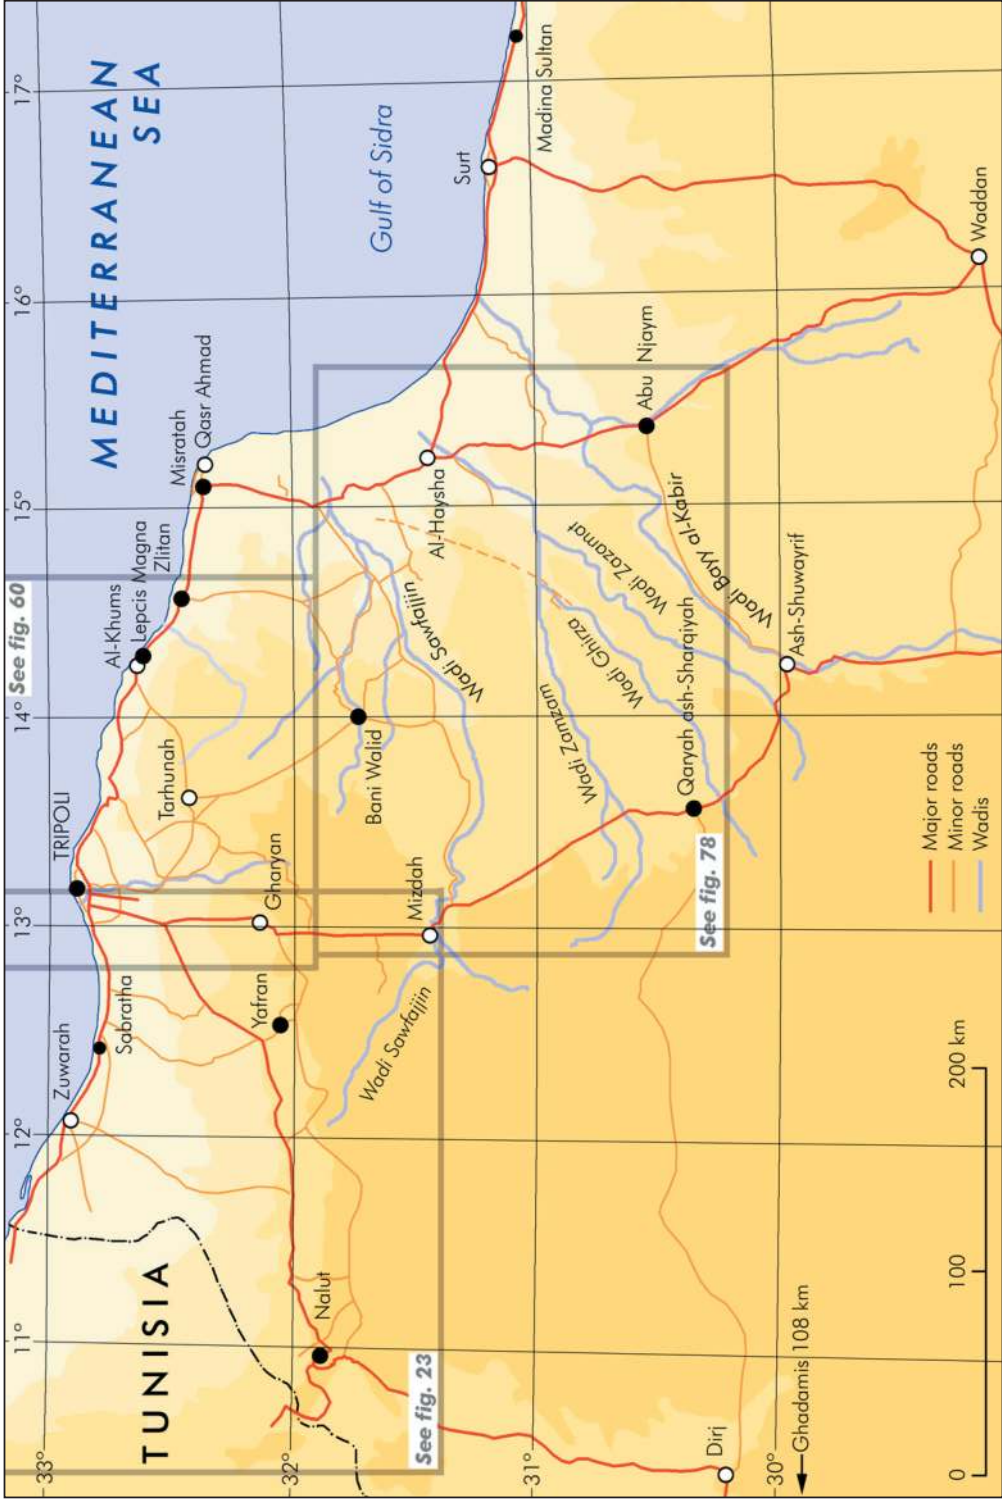 11°
12°
13°
14°
15°
16°
17°
33°
32°
31°
30°
MEDITERRANEAN
SEA
Gulf of Sidra
TUNISIA
See fig. 60
See fig. 23
See fig. 78
Zuwarah
Sabratha
TRIPOLI
Al-Khums
Lepcis Magna
Zlitan
Misratah
Qasr Ahmad
Tarhunah
Gharyan
Yafran
Nalut
Bani Walid
Mizdah
Wadi Sawfajjin
Wadi Sawfajjin
Al-Haysha
Surt
Madina Sultan
Wadi Zamzam
Wadi Ghirza
Wadi Zazamat
Wadi Bayy al-Kabir
Abu Njaym
Qaryah ash-Sharqiyah
Ash-Shuwayrif
Waddan
Dirj
Ghadamis 108 km
0
100
200 km
Major roads
Minor roads
Wadis